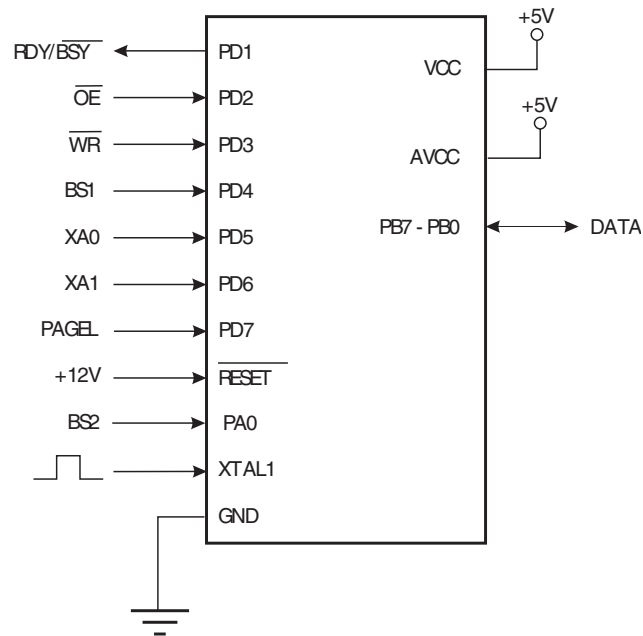 RDY/BSY PD1 VCC +5V
OE PD2 +5V
WR PD3 AVCC
BS1 PD4
XA0 PD5 PB7 - PB0 DATA
XA1 PD6
PAGEL PD7
+12V RESET
BS2 PA0
XTAL1
GND